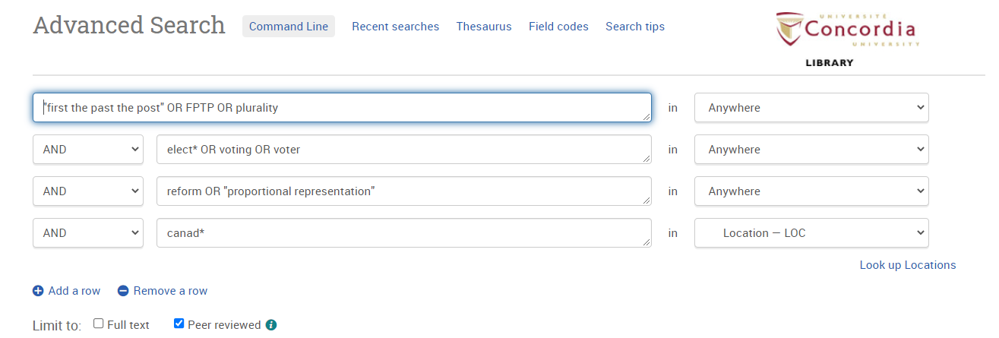 Advanced Search Command Line Recent searches Thesaurus Field codes Search tips
UNIVERSITÉ
Concordia
UNIVERSITY
LIBRARY
"first the past the post" OR FPTP OR plurality in Anywhere
AND elect* OR voting OR voter in Anywhere
AND reform OR "proportional representation" in Anywhere
AND canad* in Location — LOC
Look up Locations
Add a row Remove a row
Limit to: Full text Peer reviewed i